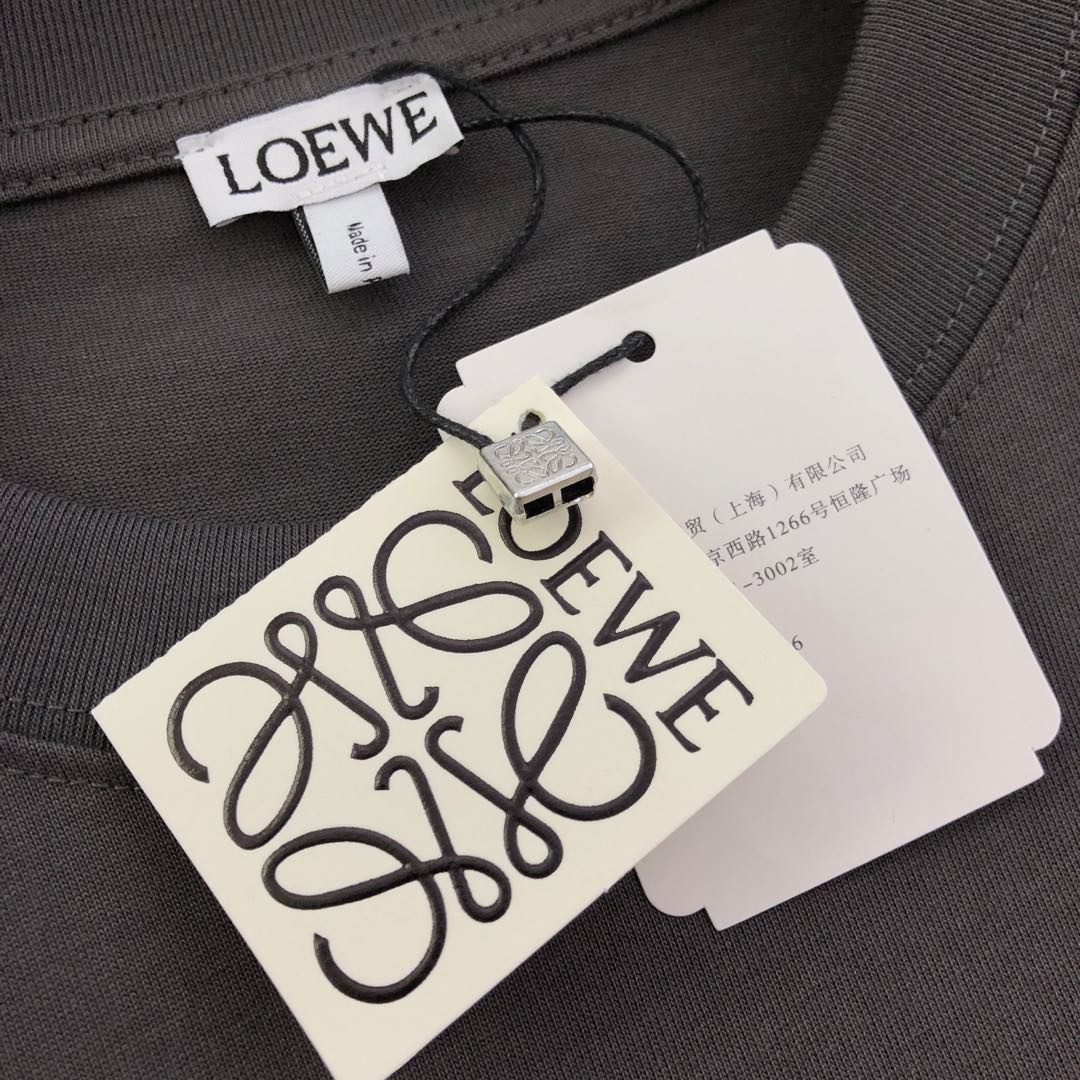 LOEWE
Made in
LOEWE
贸（上海）有限公司
京西路1266号恒隆广场
-3002室
6